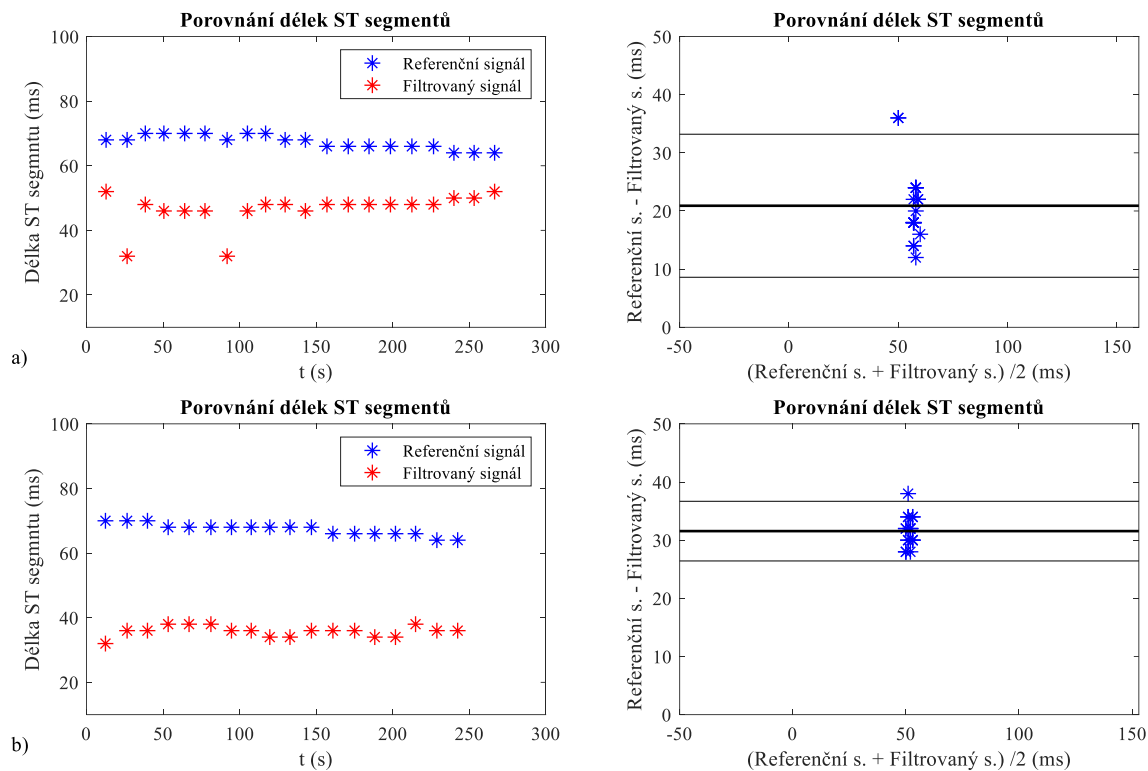 Porovnání délek ST segmentů
100
80
60
40
20
Délka ST segmntu (ms)
Referenční signál
Filtrovaný signál
0
50
100
150
200
250
300
t (s)
a)
Porovnání délek ST segmentů
50
40
30
20
10
0
Referenční s. - Filtrovaný s. (ms)
-50
0
50
100
150
(Referenční s. + Filtrovaný s.) /2 (ms)
Porovnání délek ST segmentů
100
80
60
40
20
Délka ST segmntu (ms)
Referenční signál
Filtrovaný signál
0
50
100
150
200
250
300
t (s)
b)
Porovnání délek ST segmentů
50
40
30
20
10
0
Referenční s. - Filtrovaný s. (ms)
-50
0
50
100
150
(Referenční s. + Filtrovaný s.) /2 (ms)